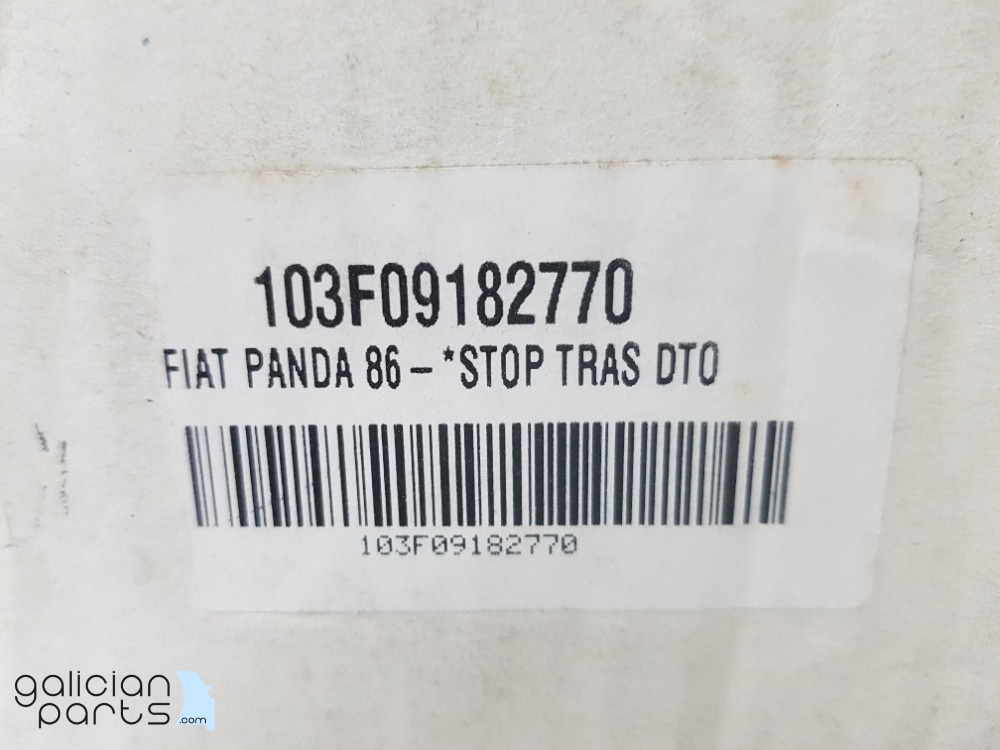 103F09182770
FIAT PANDA 86 - *STOP TRAS DTO
103F09182770
galician
parts.com